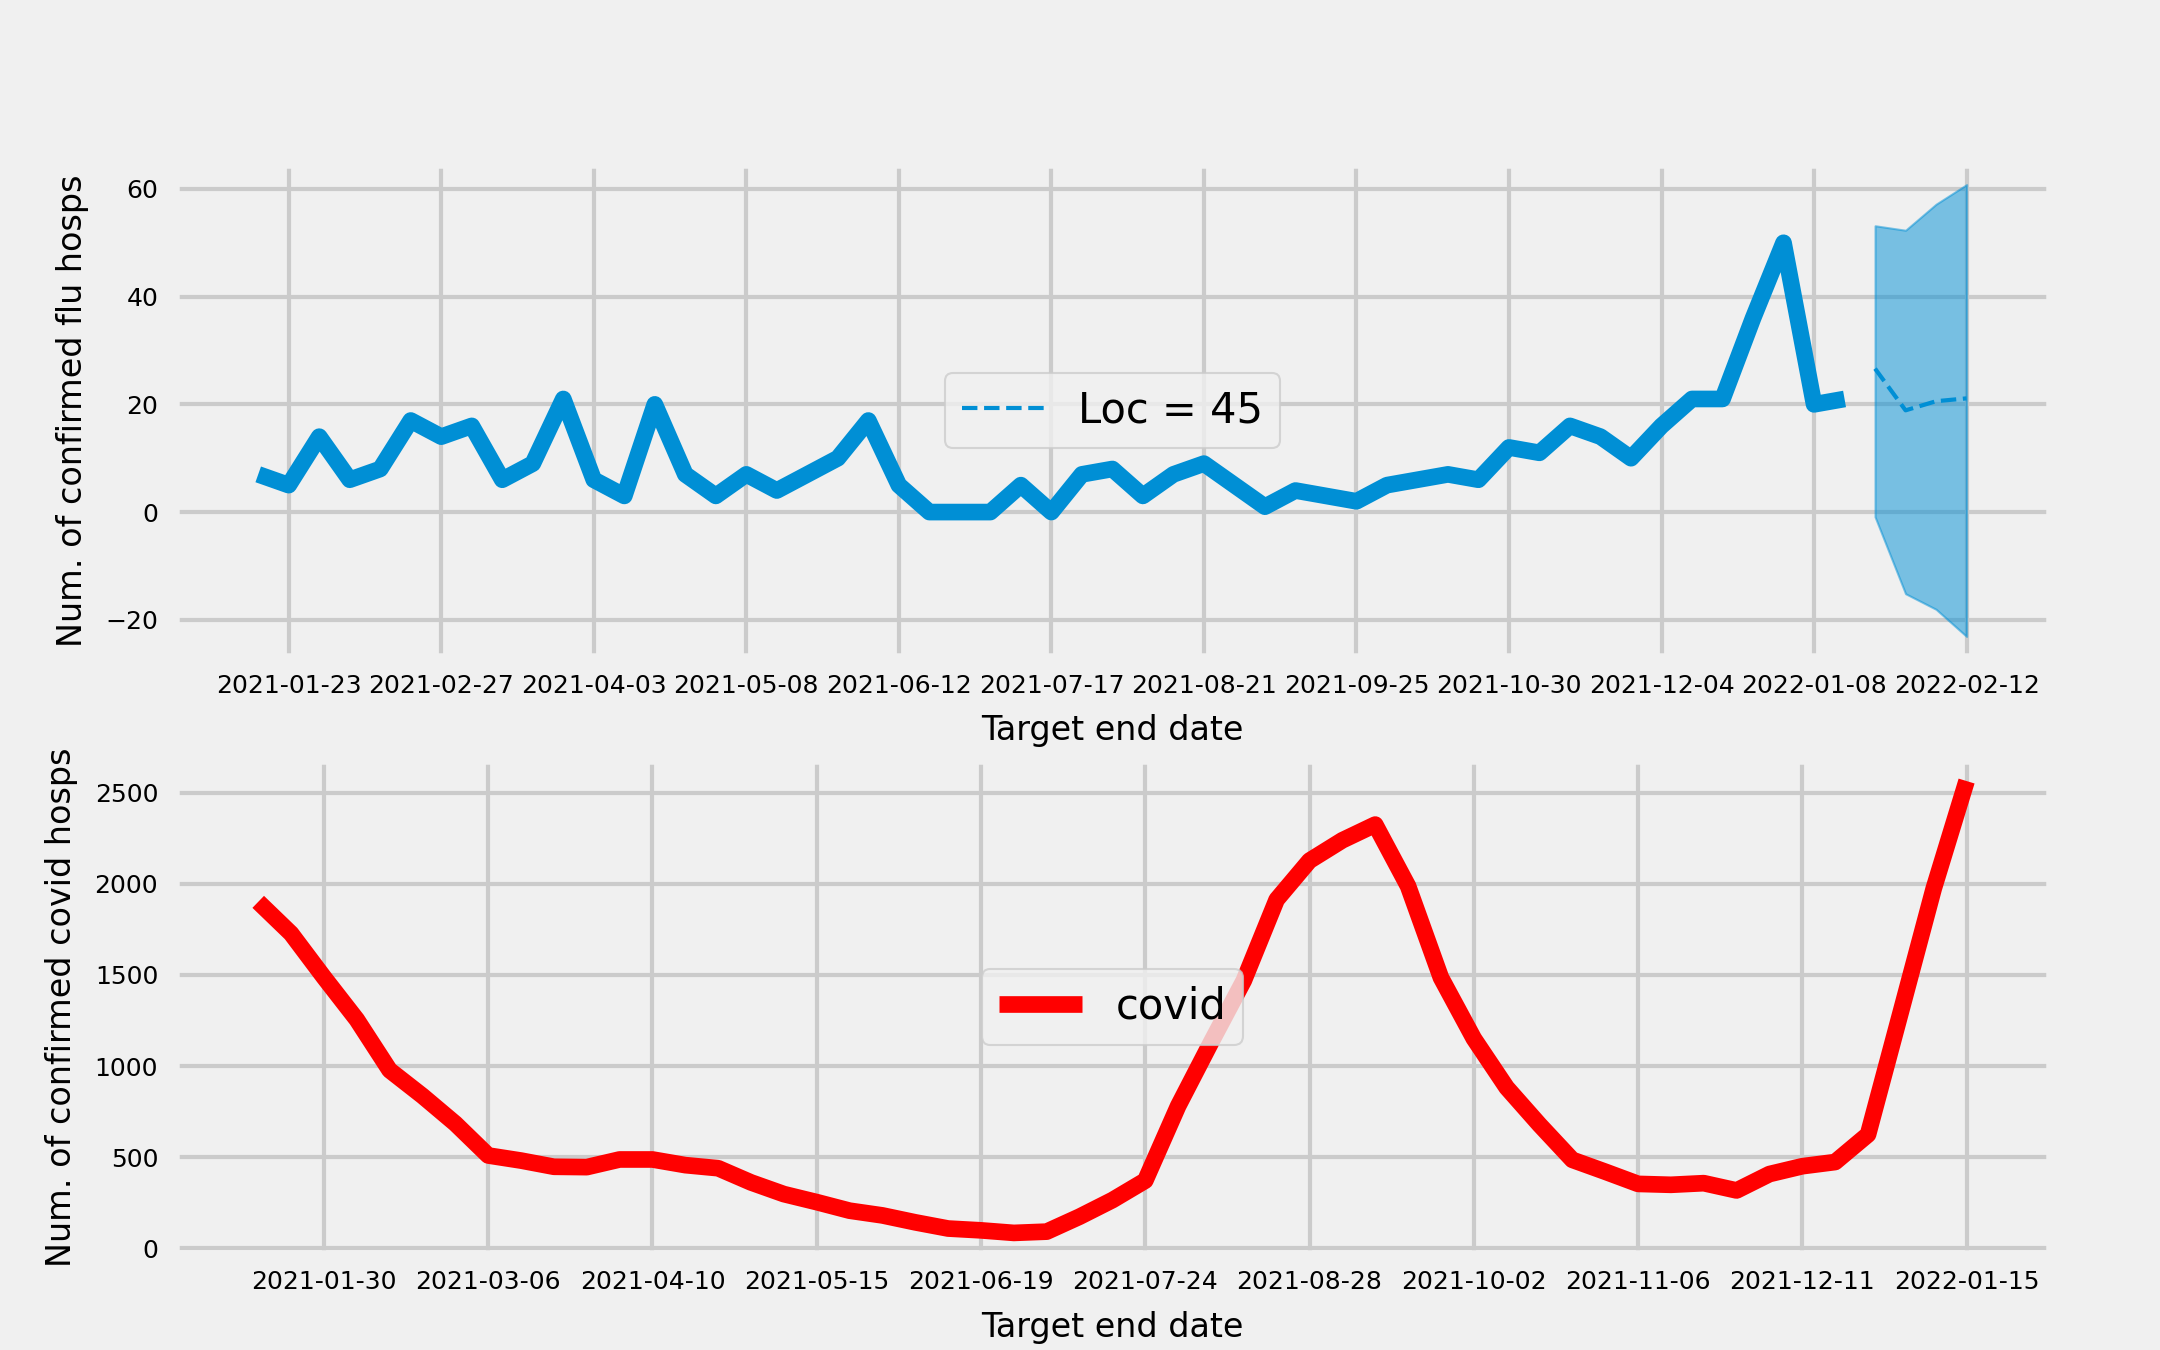 Num. of confirmed flu hosps
60
40
20
0
−20
Loc = 45
2021-01-23 2021-02-27 2021-04-03 2021-05-08 2021-06-12 2021-07-17 2021-08-21 2021-09-25 2021-10-30 2021-12-04 2022-01-08 2022-02-12
Target end date
Num. of confirmed covid hosps
2500
2000
1500
1000
500
0
covid
2021-01-30 2021-03-06 2021-04-10 2021-05-15 2021-06-19 2021-07-24 2021-08-28 2021-10-02 2021-11-06 2021-12-11 2022-01-15
Target end date